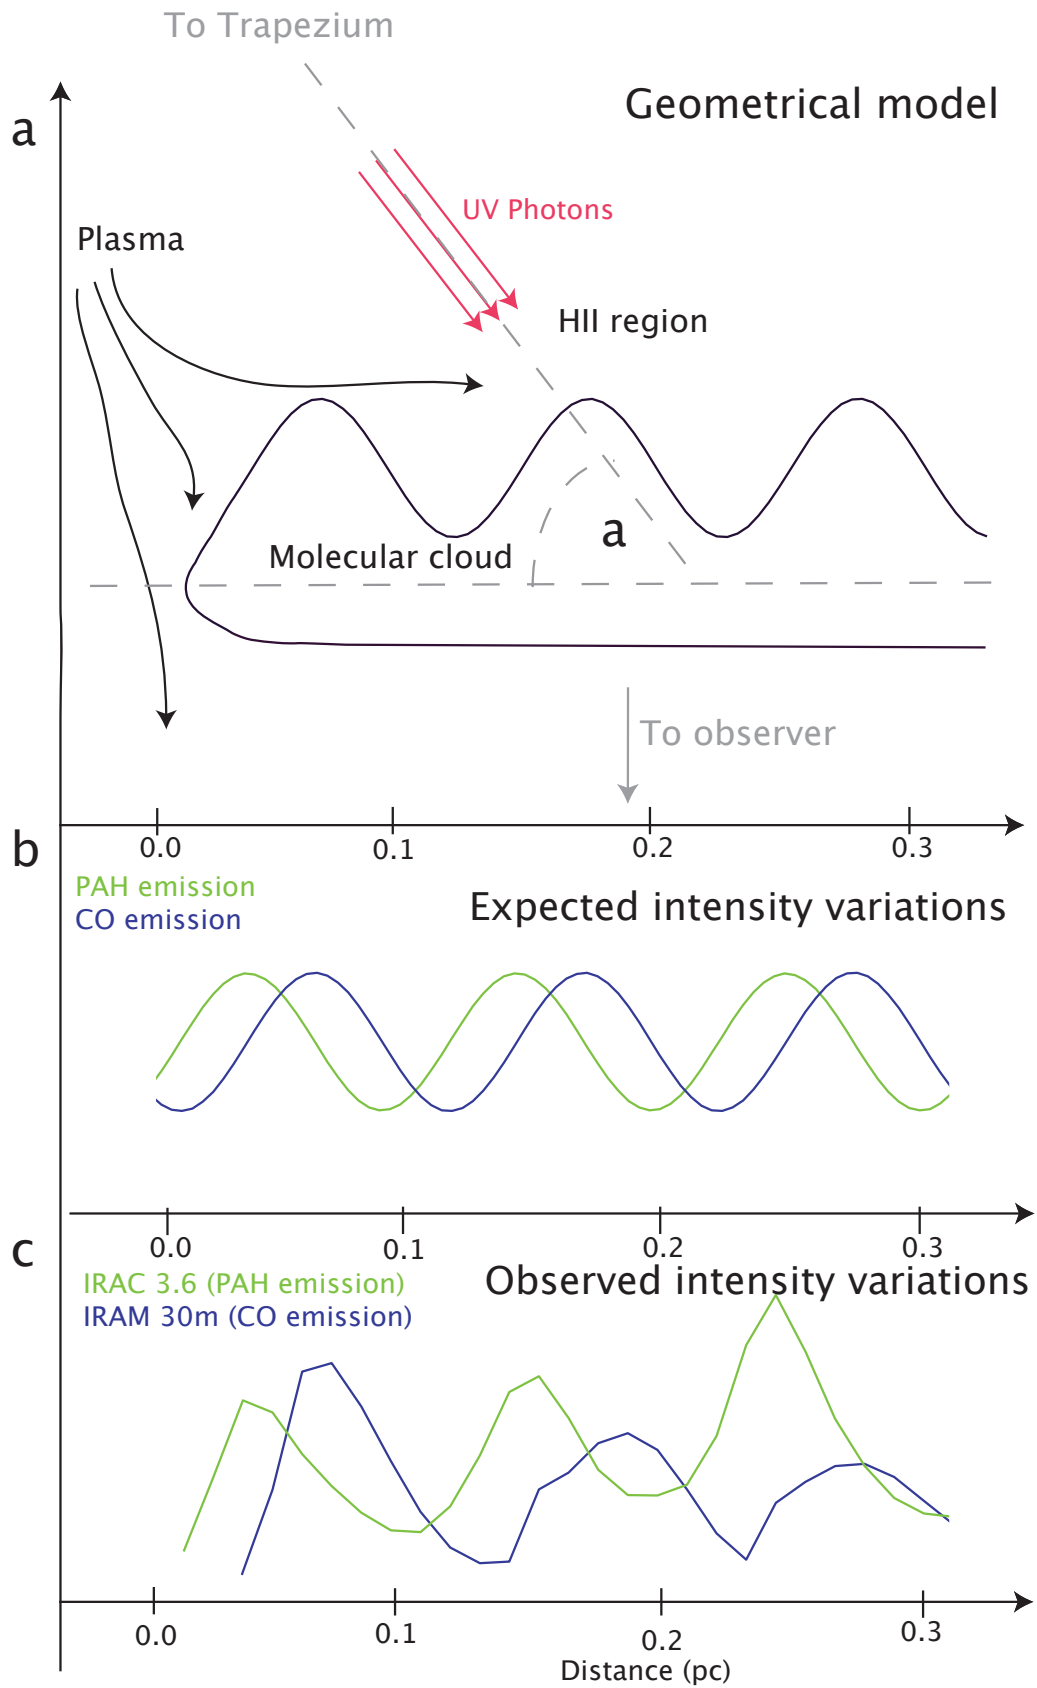 To Trapezium
Geometrical model
a
UV Photons
Plasma
HII region
a
Molecular cloud
To observer
0.0 0.1 0.2 0.3
b
PAH emission
CO emission
Expected intensity variations
0.0 0.1 0.2 0.3
c
IRAC 3.6 (PAH emission)
IRAM 30m (CO emission)
Observed intensity variations
0.0 0.1 0.2 0.3
Distance (pc)